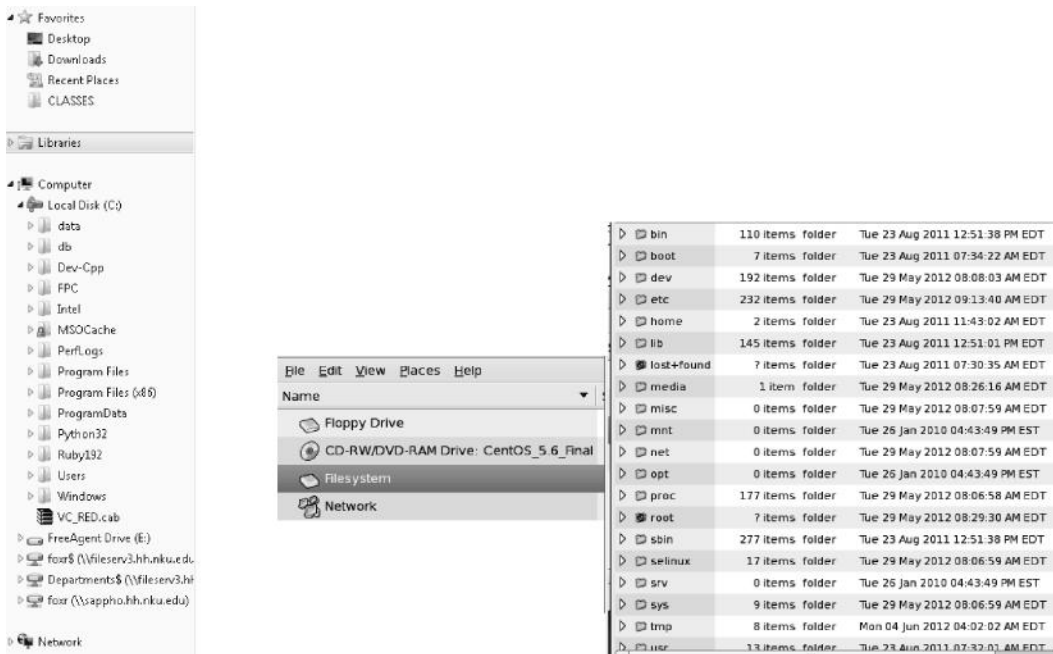 Favorites
Desktop
Downloads
Recent Places
CLASSES
Libraries
Computer
Local Disk (C:)
data
db
Dev-Cpp
FPC
Intel
MSOCache
PerfLogs
Program Files
Program Files (x86)
ProgramData
Python32
Ruby192
Users
Windows
VC_RED.cab
FreeAgent Drive (E:)
foxr$ (\\fileserv3.hh.nku.edu
Departments$ (\\fileserv3.hh
foxr (\\sappho.hh.nku.edu)
Network
File Edit View Places Help
Name
Floppy Drive
CD-RW/DVD-RAM Drive: CentOS_5.6_Final
Filesystem
Network
bin 110 items folder Tue 23 Aug 2011 12:51:38 PM EDT
boot 7 items folder Tue 23 Aug 2011 07:34:22 AM EDT
dev 192 items folder Tue 29 May 2012 08:08:03 AM EDT
etc 232 items folder Tue 29 May 2012 09:13:40 AM EDT
home 2 items folder Tue 23 Aug 2011 11:43:02 AM EDT
lib 145 items folder Tue 23 Aug 2011 12:51:01 PM EDT
lost+found ? items folder Tue 23 Aug 2011 07:30:35 AM EDT
media 1 item folder Tue 29 May 2012 08:26:16 AM EDT
misc 0 items folder Tue 29 May 2012 08:07:59 AM EDT
mnt 0 items folder Tue 26 Jan 2010 04:43:49 PM EST
net 0 items folder Tue 29 May 2012 08:07:59 AM EDT
opt 0 items folder Tue 26 Jan 2010 04:43:49 PM EST
proc 177 items folder Tue 29 May 2012 08:06:58 AM EDT
root ? items folder Tue 29 May 2012 08:29:30 AM EDT
sbin 277 items folder Tue 23 Aug 2011 12:51:38 PM EDT
selinux 17 items folder Tue 29 May 2012 08:06:59 AM EDT
srv 0 items folder Tue 26 Jan 2010 04:43:49 PM EST
sys 9 items folder Tue 29 May 2012 08:06:59 AM EDT
tmp 8 items folder Mon 04 Jun 2012 04:02:02 AM EDT
usr 13 items folder Tue 23 Aug 2011 07:32:01 AM EDT